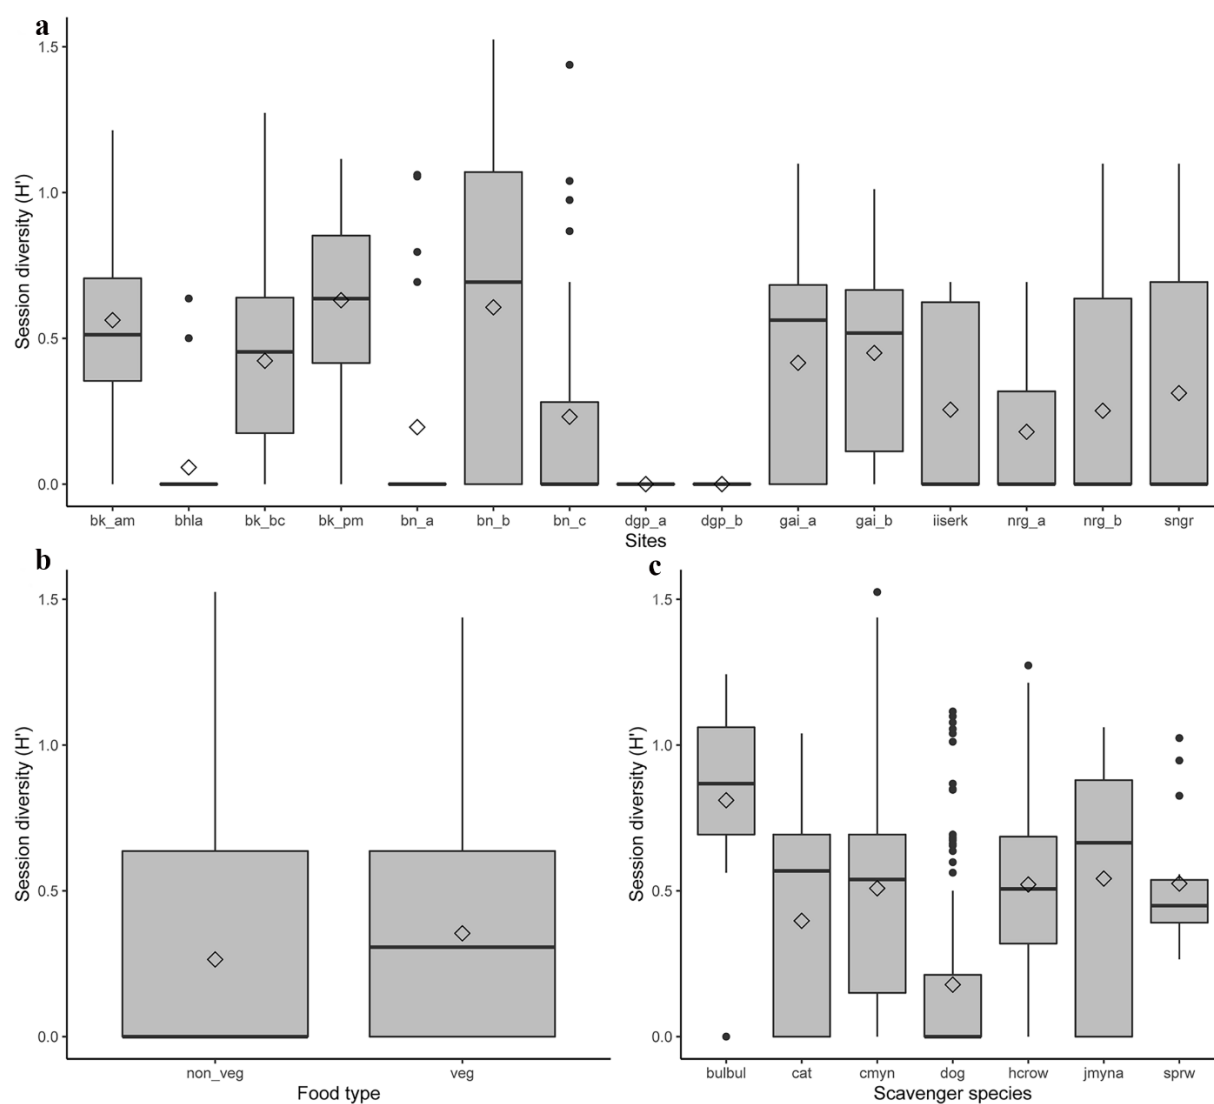 a
Session diversity (H')
1.5
1.0
0.5
0.0
bk_am bhla bk_bc bk_pm bn_a bn_b bn_c dgp_a dgp_b gai_a gai_b iiserk nrg_a nrg_b sngr
Sites
b
Session diversity (H')
1.5
1.0
0.5
0.0
non_veg veg
Food type
c
Session diversity (H')
1.5
1.0
0.5
0.0
bulbul cat cmyn dog hcrow jmyna sprw
Scavenger species